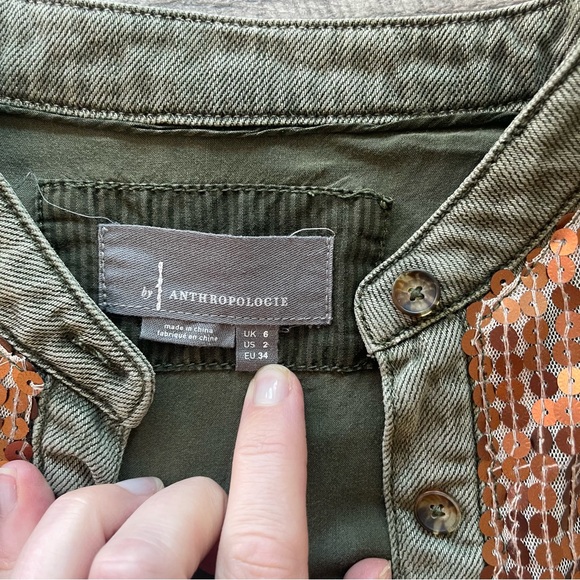 by ANTHROPOLOGIE
made in china
fabriqué en chine
UK 6
US 2
EU 34